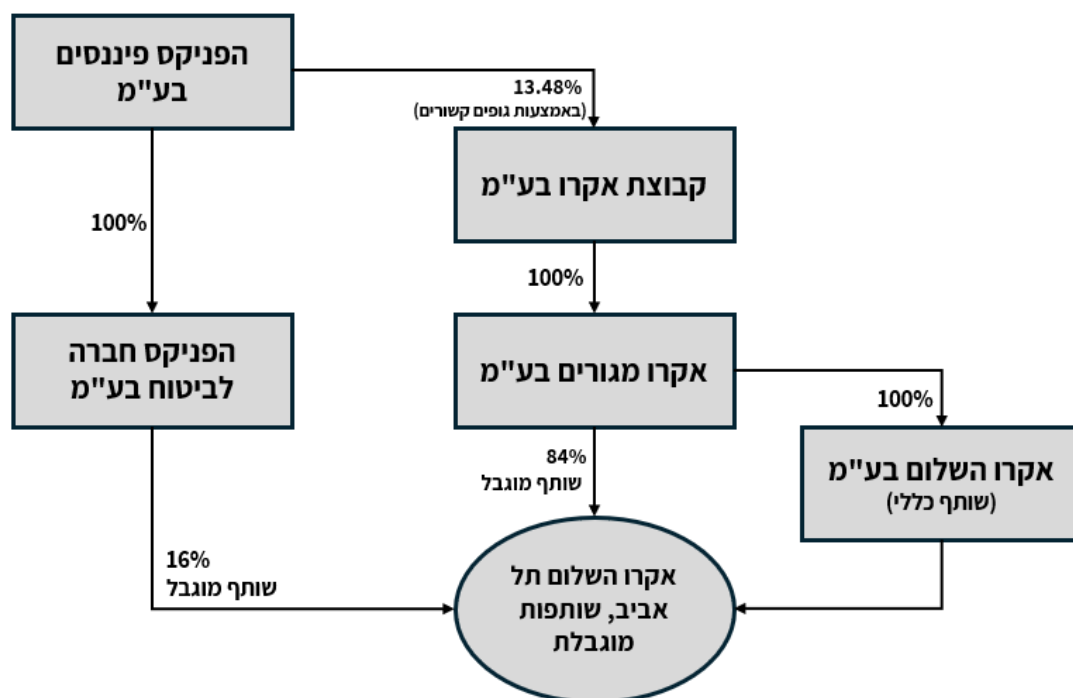 הפניקס פיננסים
בע"מ
13.48%
(באמצעות גופים קשורים)
קבוצת אקרו בע"מ
100%
100%
הפניקס חברה
לביטוח בע"מ
אקרו מגורים בע"מ
100%
אקרו השלום בע"מ
(שותף כללי)
84%
שותף מוגבל
16%
שותף מוגבל
אקרו השלום תל
אביב, שותפות
מוגבלת